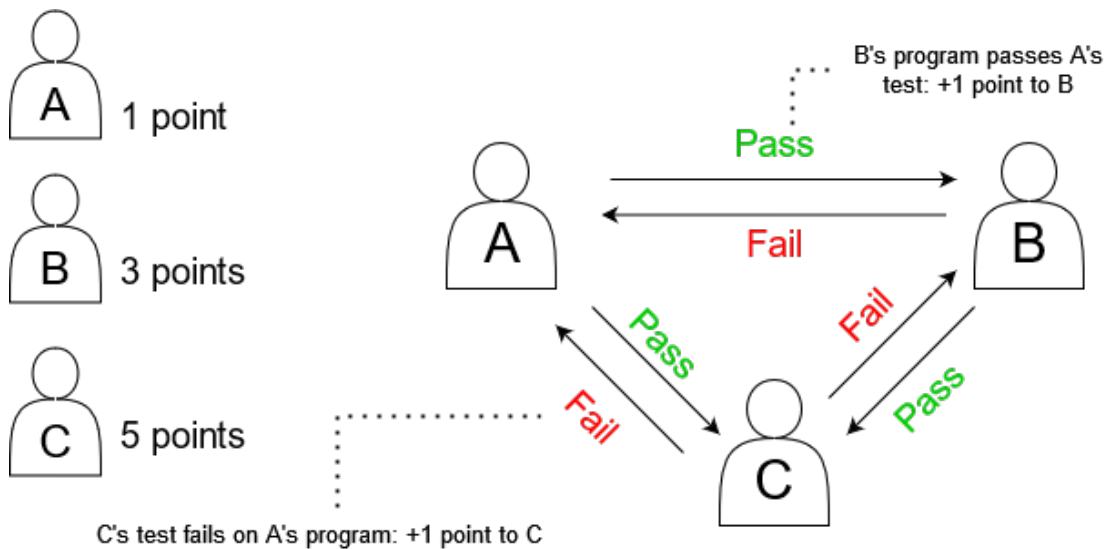 A
1 point
B
3 points
C
5 points
B's program passes A's
test: +1 point to B
Pass
A
B
Fail
Pass
Fail
Fail
Pass
C
C's test fails on A's program: +1 point to C